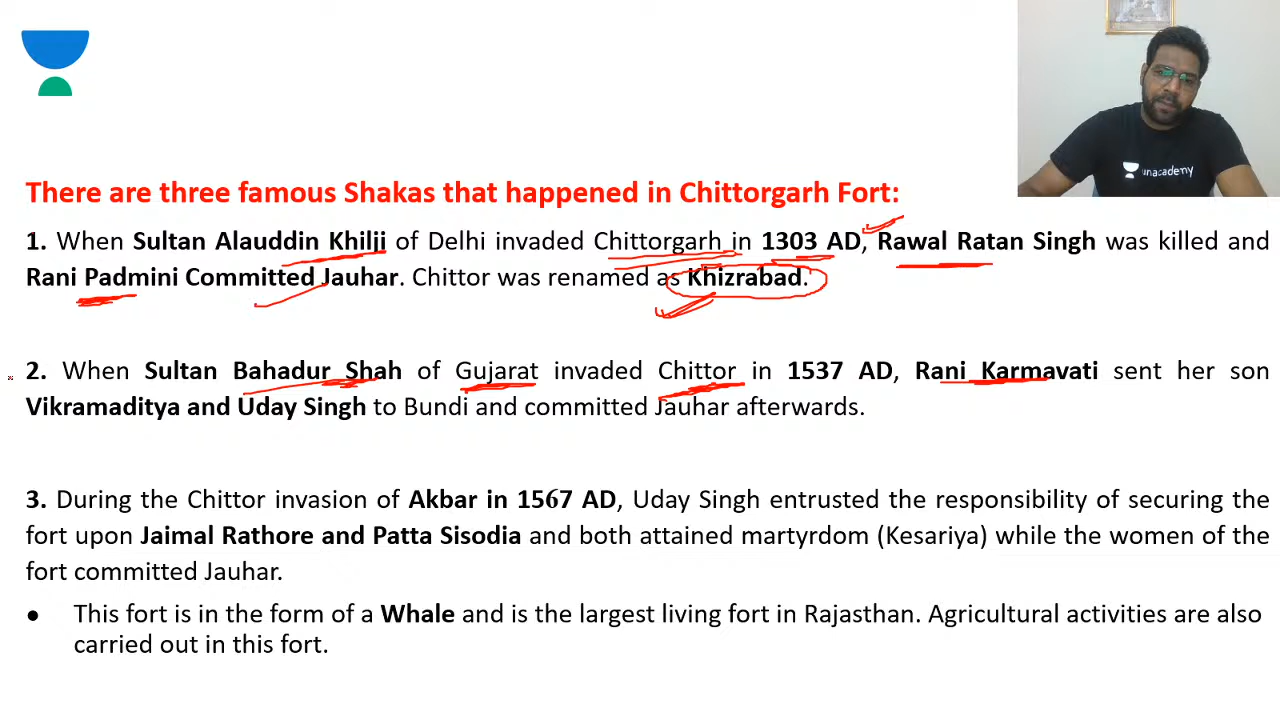 unacademy
There are three famous Shakas that happened in Chittorgarh Fort:
1. When Sultan Alauddin Khilji of Delhi invaded Chittorgarh in 1303 AD, Rawal Ratan Singh was killed and
Rani Padmini Committed Jauhar. Chittor was renamed as Khizrabad.
2. When Sultan Bahadur Shah of Gujarat invaded Chittor in 1537 AD, Rani Karmavati sent her son
Vikramaditya and Uday Singh to Bundi and committed Jauhar afterwards.
3. During the Chittor invasion of Akbar in 1567 AD, Uday Singh entrusted the responsibility of securing the
fort upon Jaimal Rathore and Patta Sisodia and both attained martyrdom (Kesariya) while the women of the
fort committed Jauhar.
● This fort is in the form of a Whale and is the largest living fort in Rajasthan. Agricultural activities are also
carried out in this fort.